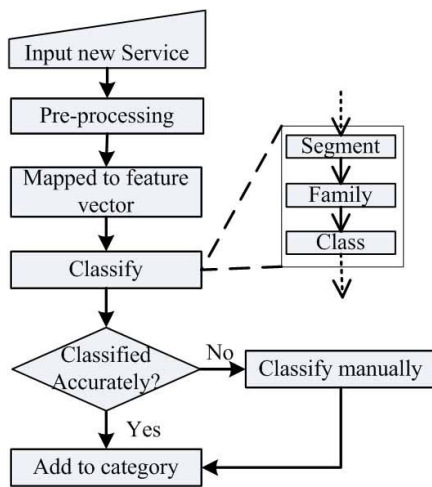 Input new Service
Pre-processing
Mapped to feature
vector
Classify
Segment
Family
Class
Classified
Accurately?
No
Classify manually
Yes
Add to category